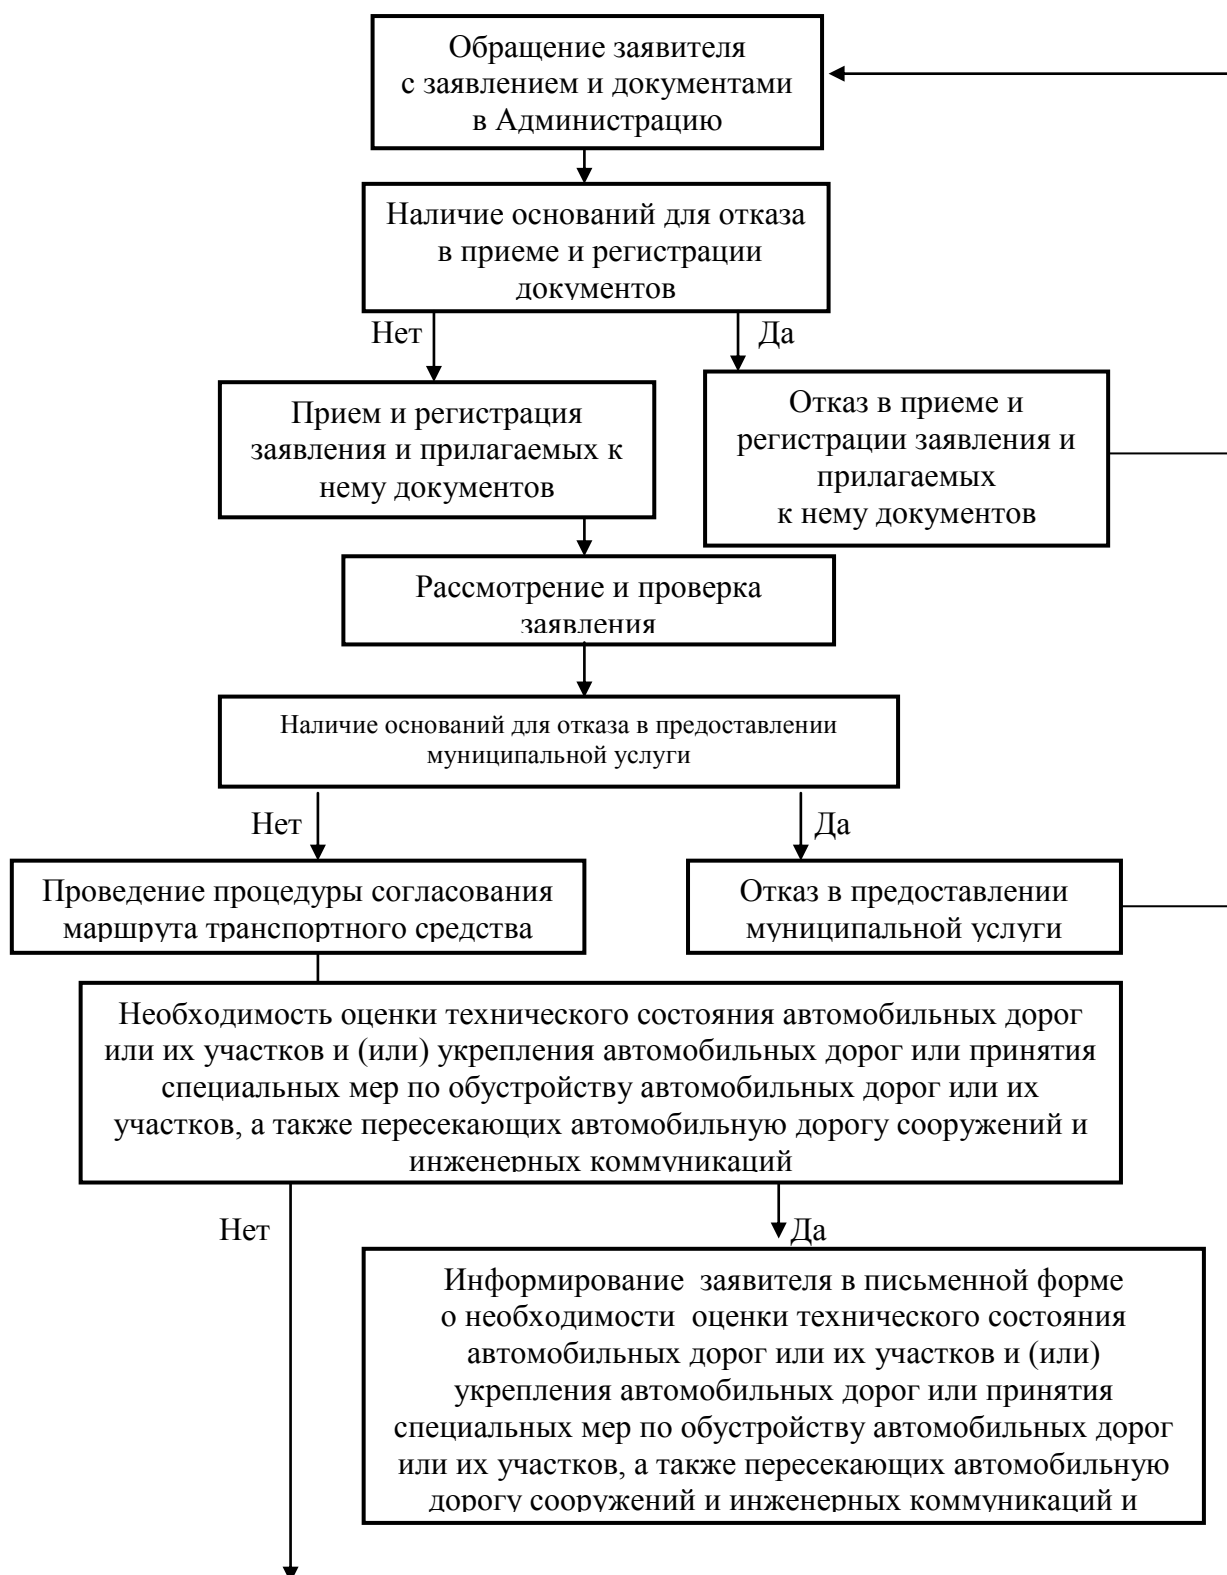 Обращение заявителя
с заявлением и документами
в Администрацию
Наличие оснований для отказа
в приеме и регистрации
документов
Нет
Да
Прием и регистрация
заявления и прилагаемых к
нему документов
Отказ в приеме и
регистрации заявления и
прилагаемых
к нему документов
Рассмотрение и проверка
заявления
Наличие оснований для отказа в предоставлении
муниципальной услуги
Нет
Да
Проведение процедуры согласования
маршрута транспортного средства
Отказ в предоставлении
муниципальной услуги
Необходимость оценки технического состояния автомобильных дорог
или их участков и (или) укрепления автомобильных дорог или принятия
специальных мер по обустройству автомобильных дорог или их
участков, а также пересекающих автомобильную дорогу сооружений и
инженерных коммуникаций
Нет
Да
Информирование заявителя в письменной форме
о необходимости оценки технического состояния
автомобильных дорог или их участков и (или)
укрепления автомобильных дорог или принятия
специальных мер по обустройству автомобильных дорог
или их участков, а также пересекающих автомобильную
дорогу сооружений и инженерных коммуникаций и